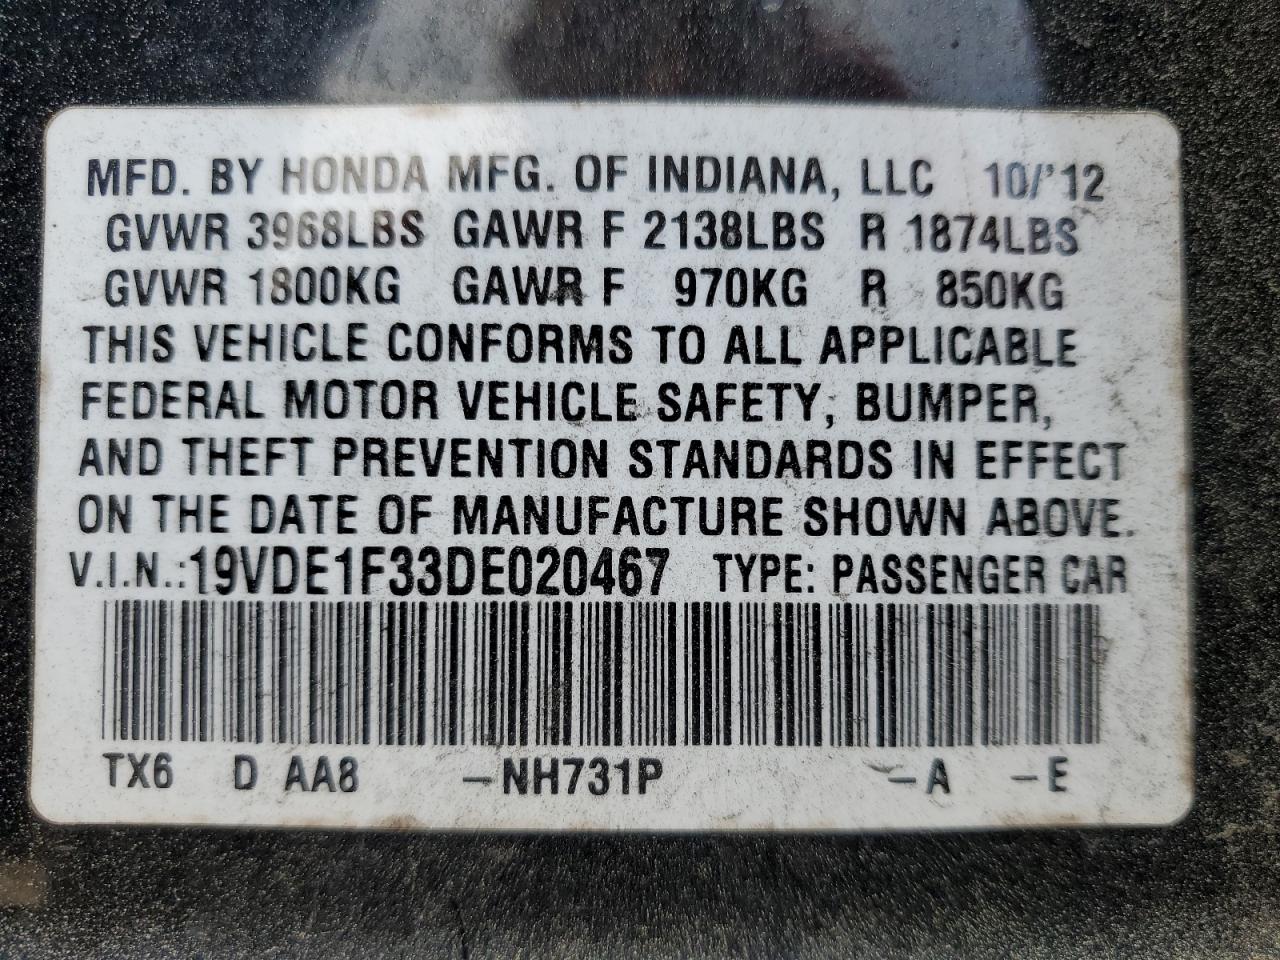 MFD. BY HONDA MFG. OF INDIANA, LLC 10/'12
GVWR 3968LBS GAWR F 2138LBS R 1874LBS
GVWR 1800KG GAWR F 970KG R 850KG
THIS VEHICLE CONFORMS TO ALL APPLICABLE
FEDERAL MOTOR VEHICLE SAFETY, BUMPER,
AND THEFT PREVENTION STANDARDS IN EFFECT
ON THE DATE OF MANUFACTURE SHOWN ABOVE.
V.I.N.:19VDE1F33DE020467 TYPE: PASSENGER CAR
TX6 D AA8 -NH731P -A -E